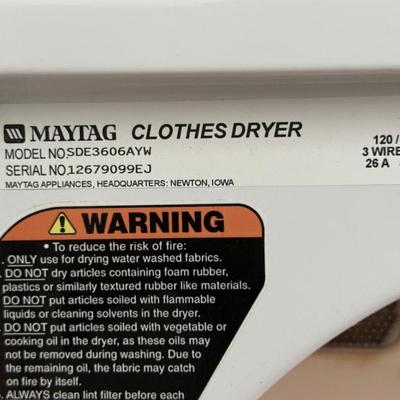 MAYTAG CLOTHES DRYER
MODEL NO.SDE3606AYW
SERIAL NO.12679099EJ
MAYTAG APPLIANCES, HEADQUARTERS: NEWTON, IOWA
120 /
3 WIRE
26 A
WARNING
• To reduce the risk of fire:
. ONLY use for drying water washed fabrics.
. DO NOT dry articles containing foam rubber,
plastics or similarly textured rubber like materials.
. DO NOT put articles soiled with flammable
liquids or cleaning solvents in the dryer.
. DO NOT put articles soiled with vegetable or
cooking oil in the dryer, as these oils may
not be removed during washing. Due to
the remaining oil, the fabric may catch
on fire by itself.
. ALWAYS clean lint filter before each